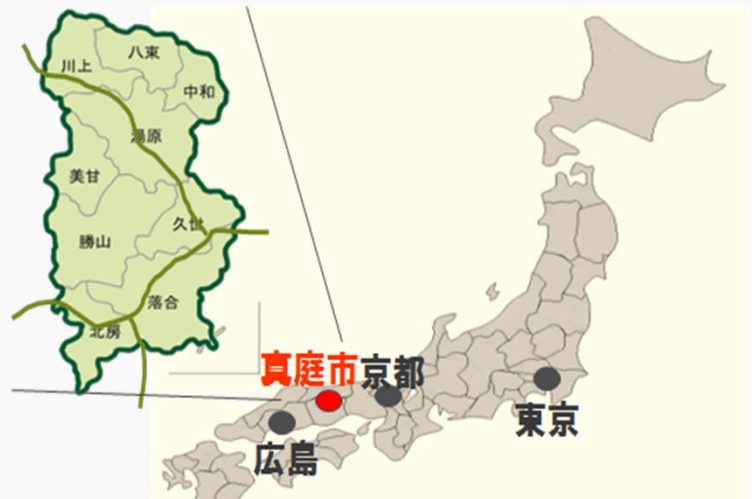 八束
川上
中和
湯原
美甘
久世
勝山
落合
北房
真庭市
京都
東京
広島